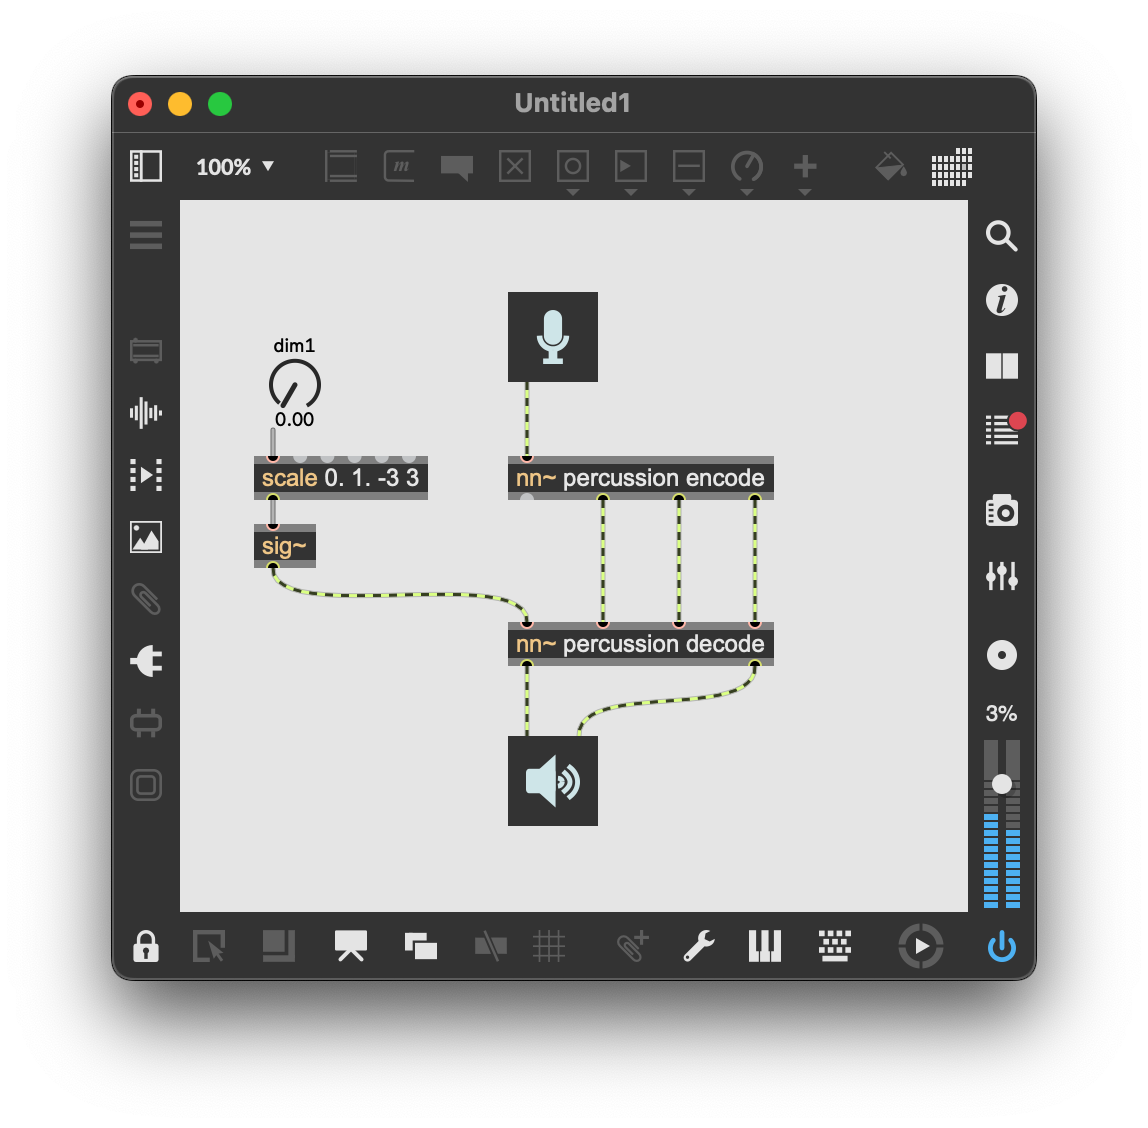 Untitled1
100%
dim1
0.00
scale 0. 1. -3 3
nn~ percussion encode
sig~
nn~ percussion decode
3%